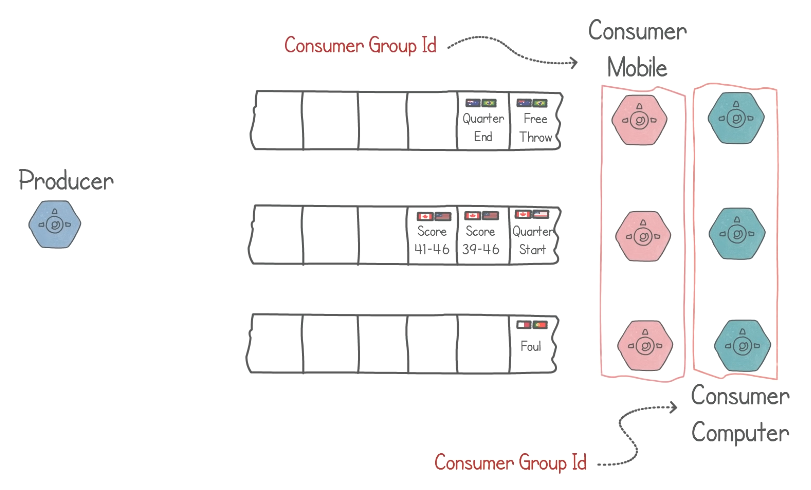 Consumer Group Id
Consumer
Mobile
Quarter
End
Free
Throw
Producer
Score
41-46
Score
39-46
Quarter
Start
Foul
Consumer
Computer
Consumer Group Id